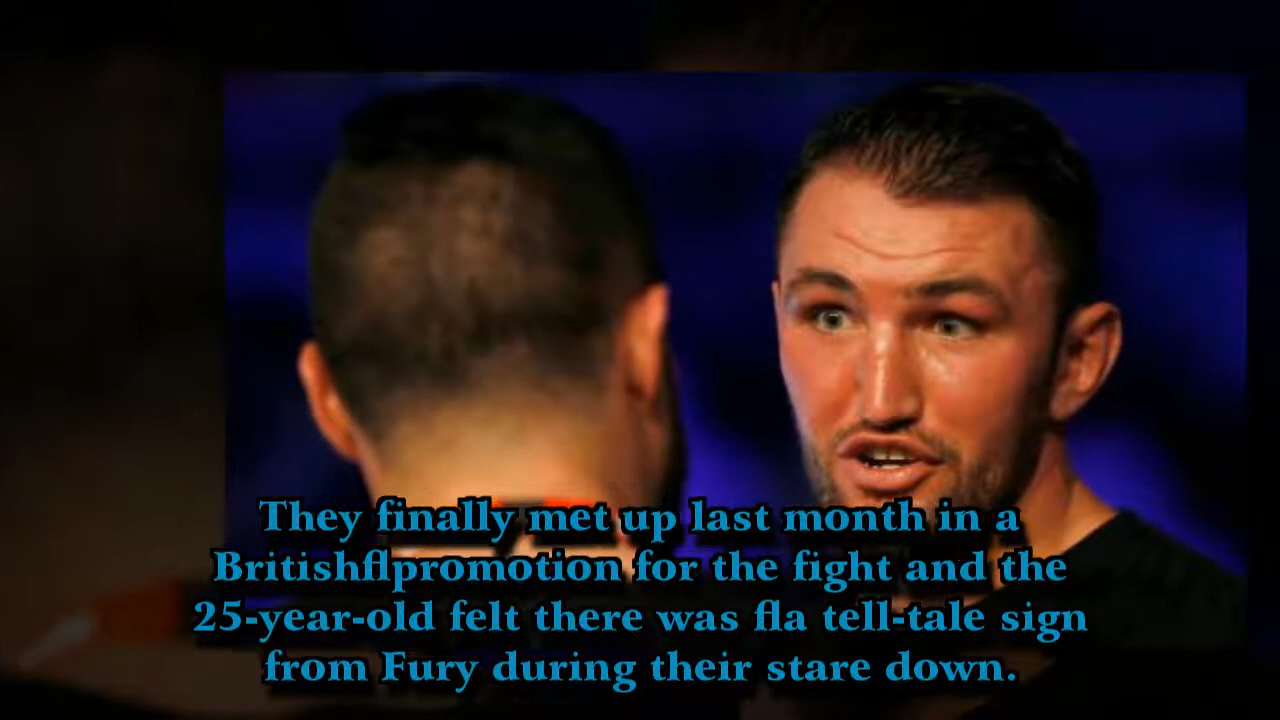 They finally met up last month in a
Britishflpromotion for the fight and the
25-year-old felt there was fla tell-tale sign
from Fury during their stare down.